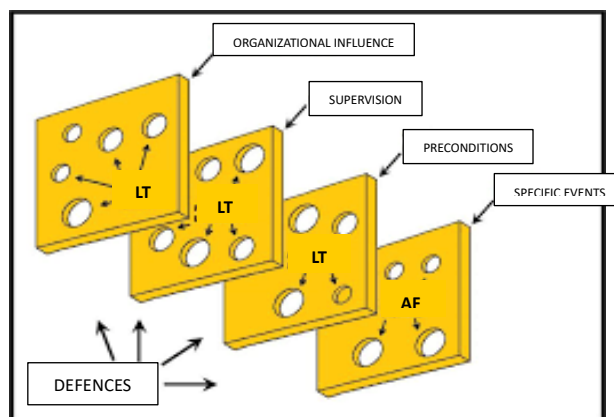 ORGANIZATIONAL INFLUENCE
SUPERVISION
PRECONDITIONS
SPECIFIC EVENTS
LT
LT
LT
AF
DEFENCES